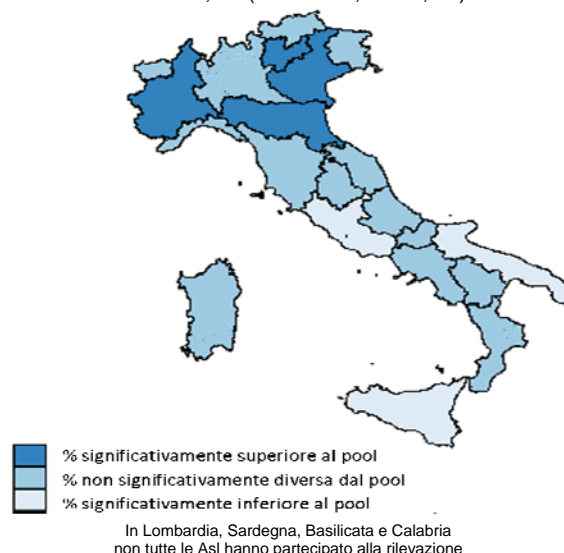 % significativamente superiore al pool
% non significativamente diversa dal pool
% significativamente inferiore al pool
In Lombardia, Sardegna, Basilicata e Calabria
non tutte le Asl hanno partecipato alla rilevazione